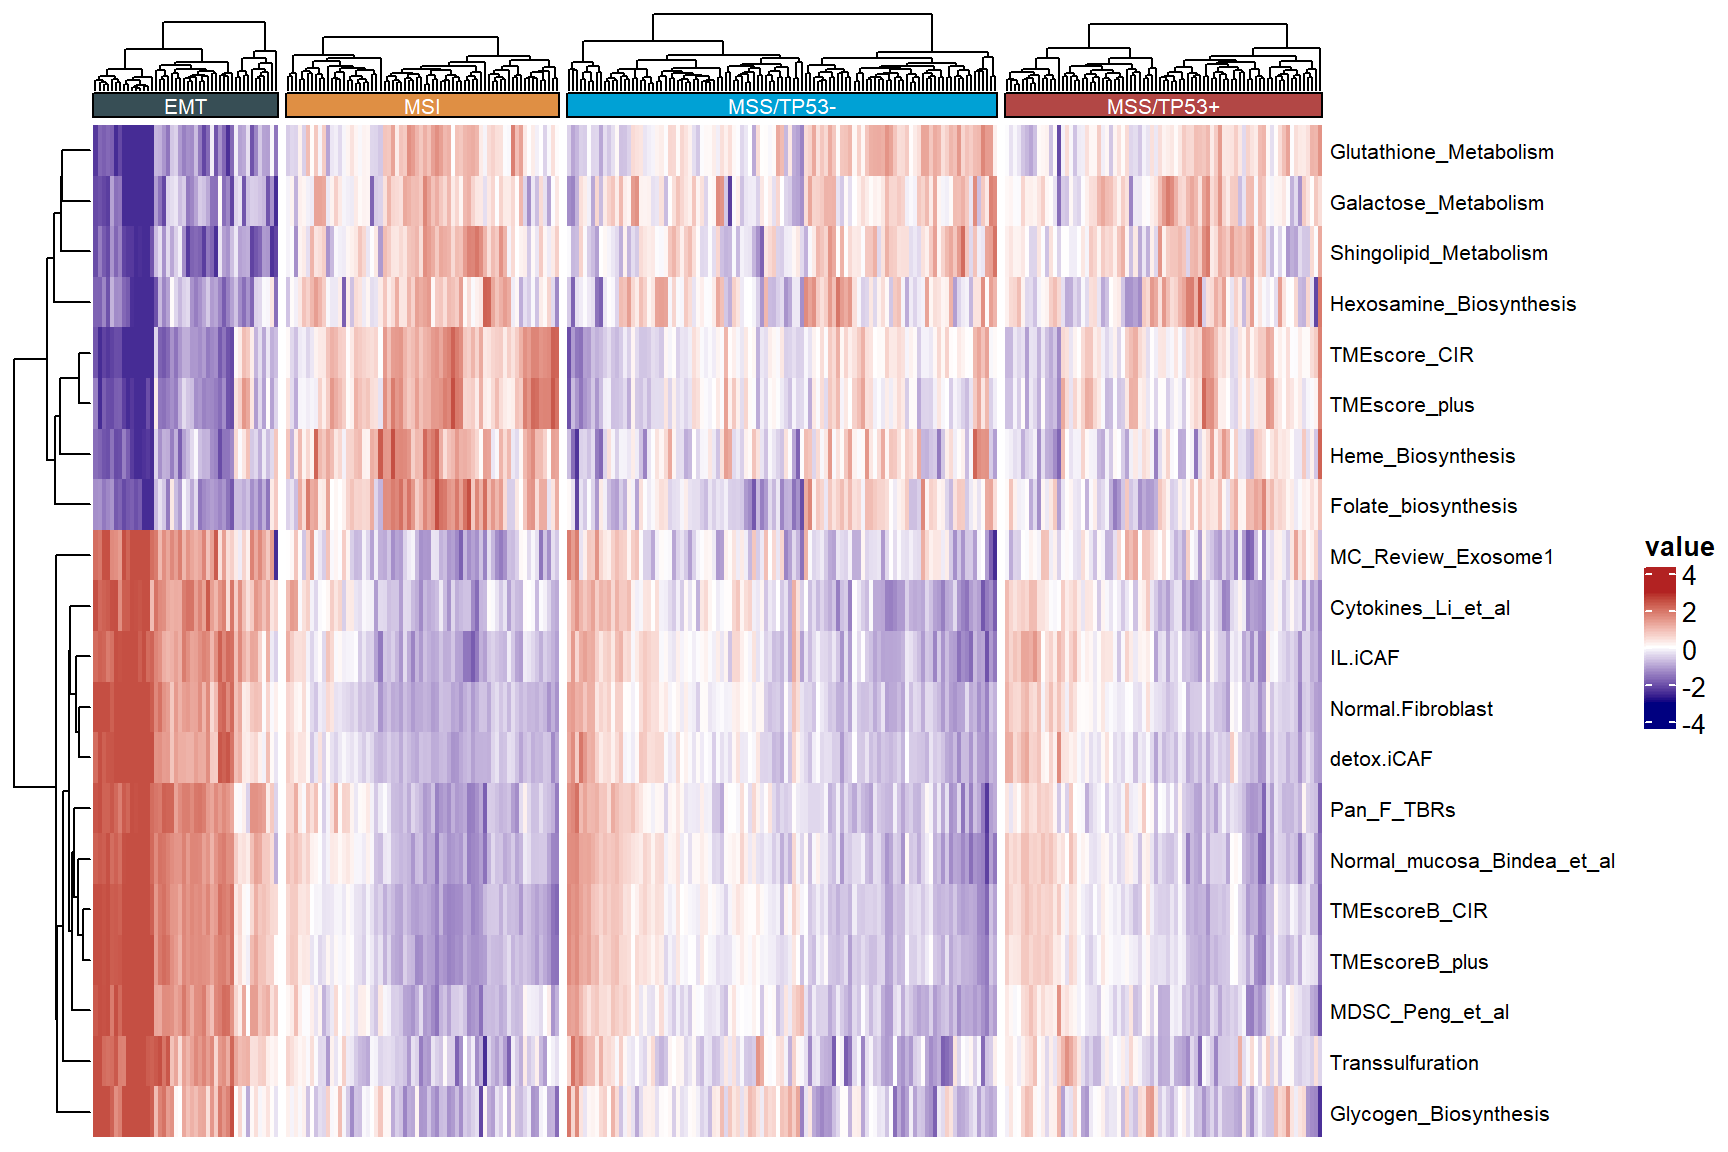 EMT
MSI
MSS/TP53-
MSS/TP53+
Glutathione_Metabolism
Galactose_Metabolism
Shingolipid_Metabolism
Hexosamine_Biosynthesis
TMEscore_CIR
TMEscore_plus
Heme_Biosynthesis
Folate_biosynthesis
MC_Review_Exosome1
Cytokines_Li_et_al
IL.iCAF
Normal.Fibroblast
detox.iCAF
Pan_F_TBRs
Normal_mucosa_Bindea_et_al
TMEscoreB_CIR
TMEscoreB_plus
MDSC_Peng_et_al
Transsulfuration
Glycogen_Biosynthesis
value
4
2
0
-2
-4